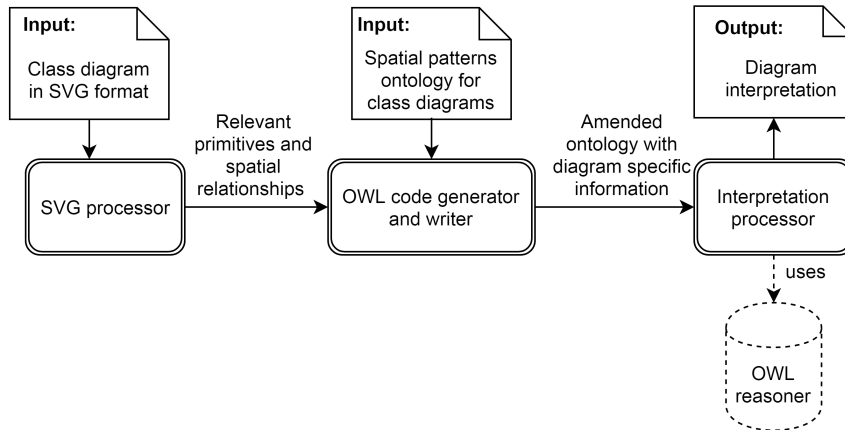 Input:
Class diagram
in SVG format
Input:
Spatial patterns
ontology for
class diagrams
Output:
Diagram
interpretation
Relevant
primitives and
spatial
relationships
Amended
ontology with
diagram specific
information
SVG processor
OWL code generator
and writer
Interpretation
processor
uses
OWL
reasoner